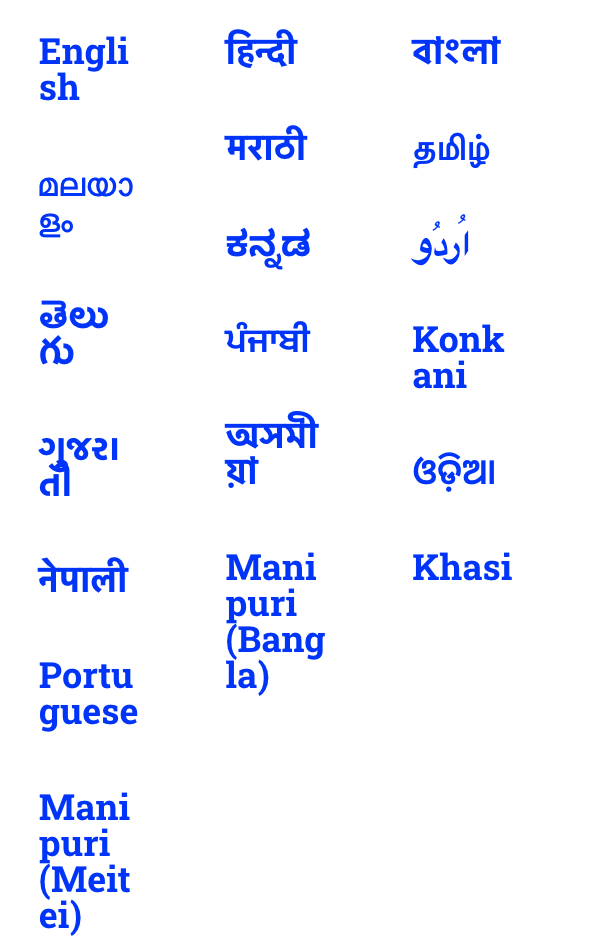 Engli
sh
മലയാ
ളം
తెలు
గు
ગુજરા
તી
नेपाली
Portu
guese
Mani
puri
(Meit
ei)
हिन्दी
मराठी
ಕನ್ನಡ
ਪੰਜਾਬੀ
অসমী
য়া
Mani
puri
(Bang
la)
বাংলা
தமிழ்
اُردُو
Konk
ani
ଓଡ଼ିଆ
Khasi